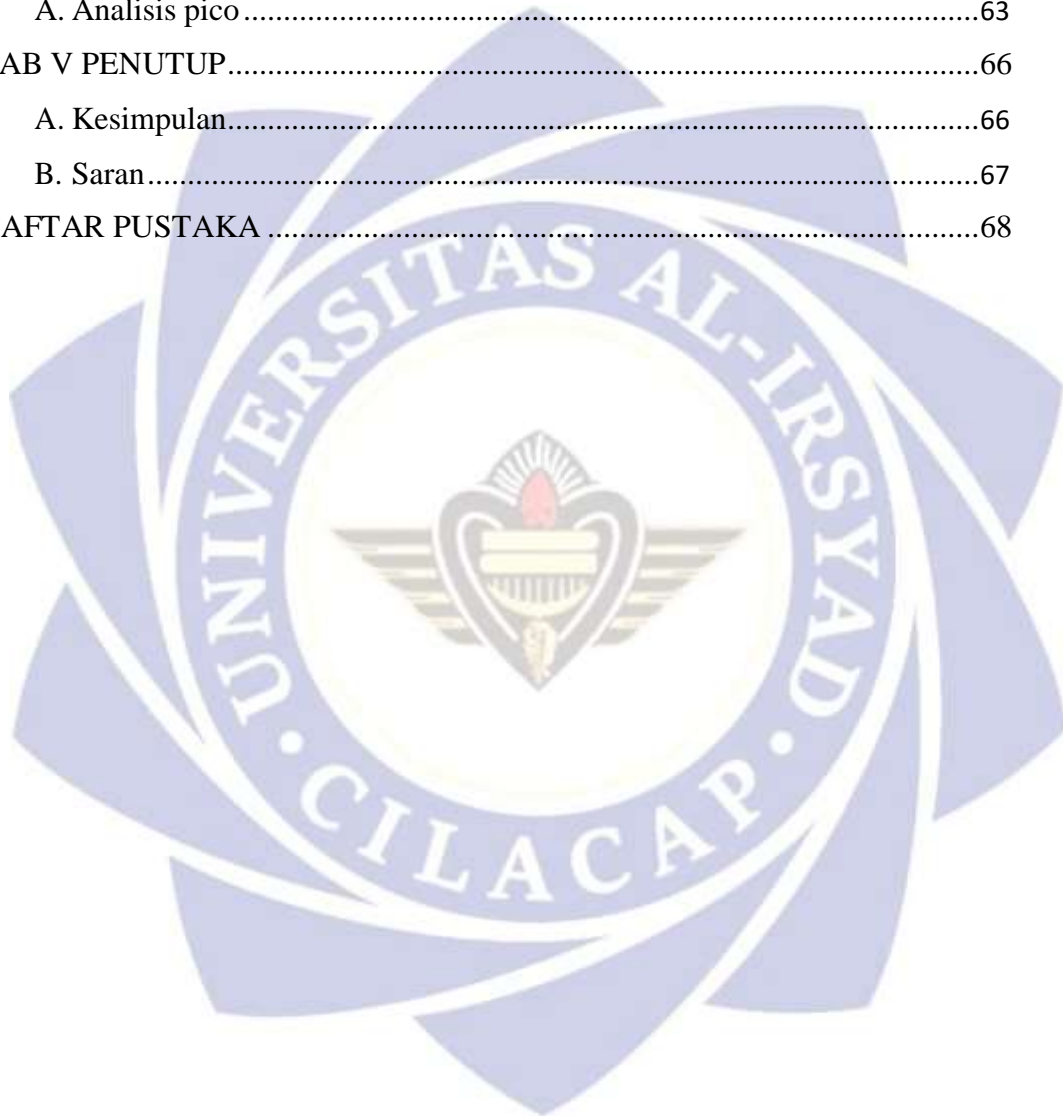 A. Analisis pico.....63
AB V PENUTUP.....66
A. Kesimpulan.....66
B. Saran.....67
AFTAR PUSTAKA.....68
UNIVERSITAS AL-IRSYAD
CILACAP